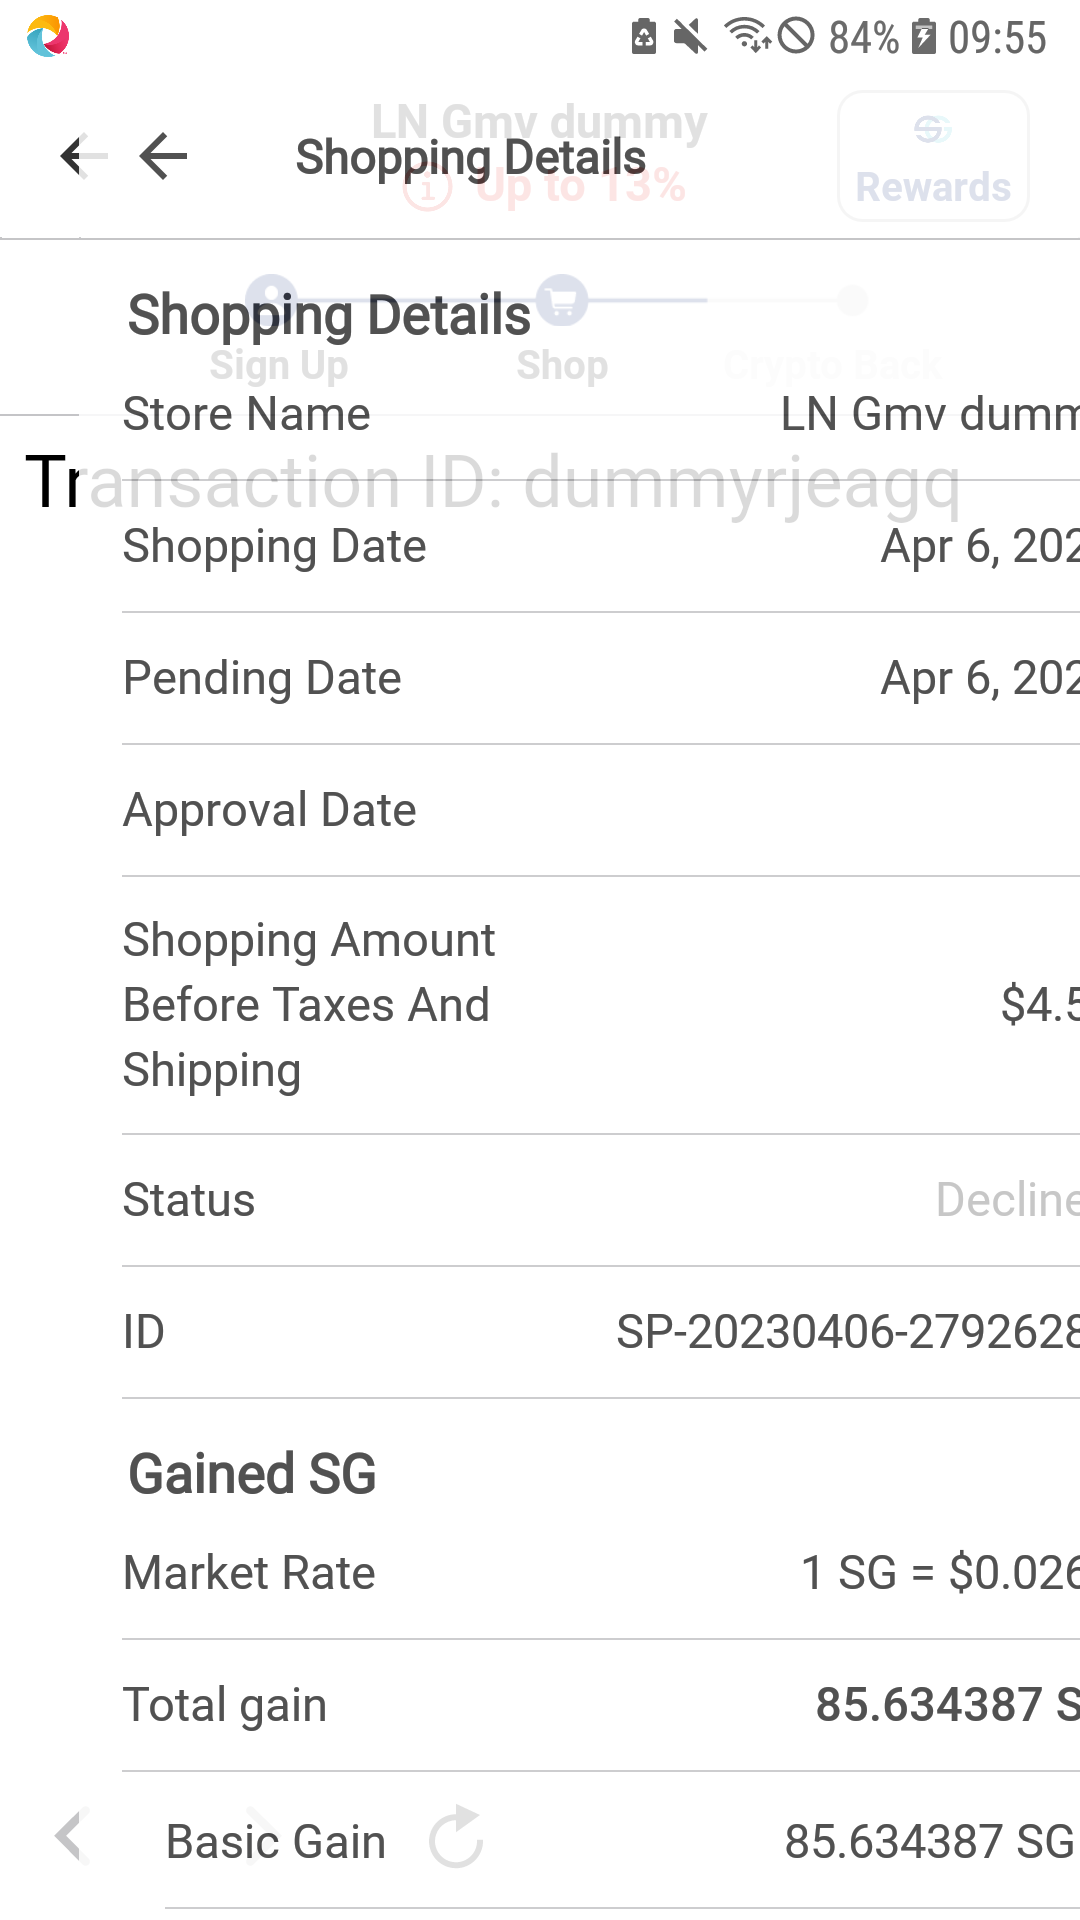 84% 09:55
LN Gmv dummy
Shopping Details
Up to 13%
Rewards
Shopping Details
Sign Up Shop Crypto Back
Store Name LN Gmv dumm
Transaction ID: dummyrjeagq
Shopping Date Apr 6, 202
Pending Date Apr 6, 202
Approval Date
Shopping Amount
Before Taxes And $4.5
Shipping
Status Decline
ID SP-20230406-2792628
Gained SG
Market Rate 1 SG = $0.026
Total gain 85.634387 S
Basic Gain 85.634387 SG